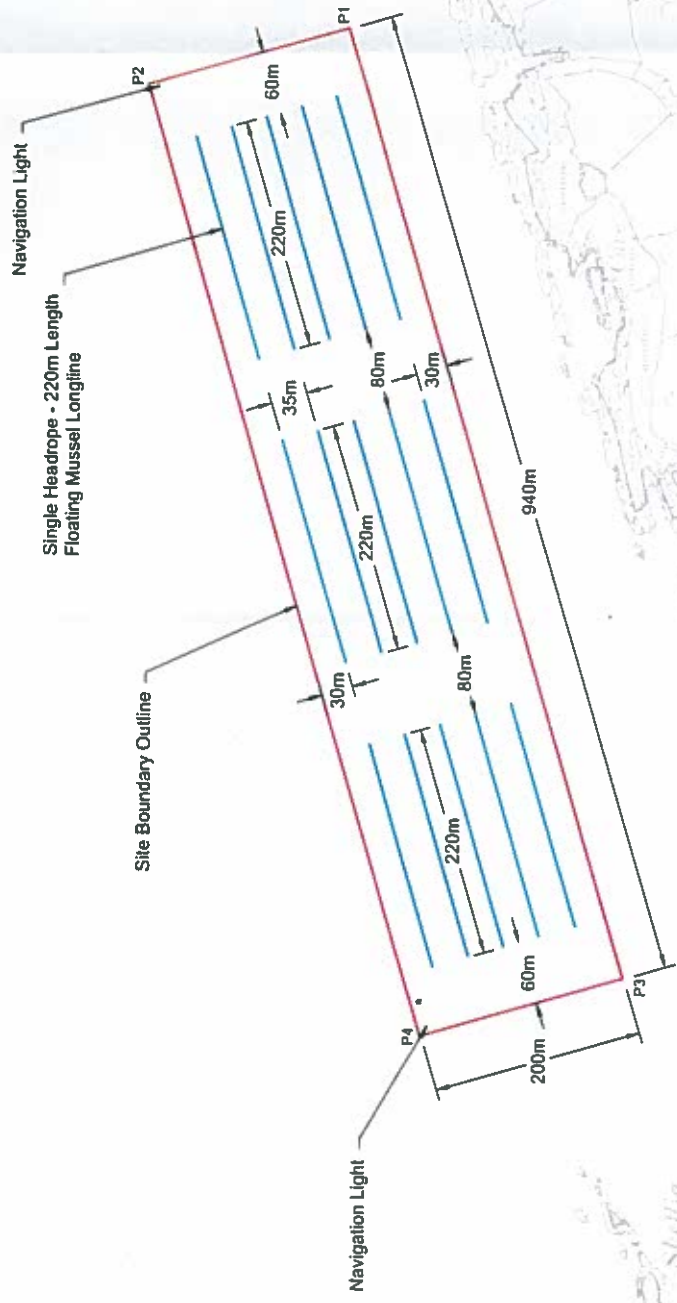 Navigation Light
P2
P1
Single Headrope - 220m Length
Floating Mussel Longline
60m
220m
Site Boundary Outline
35m
80m
30m
220m
30m
80m
940m
220m
60m
P4
P3
200m
Navigation Light